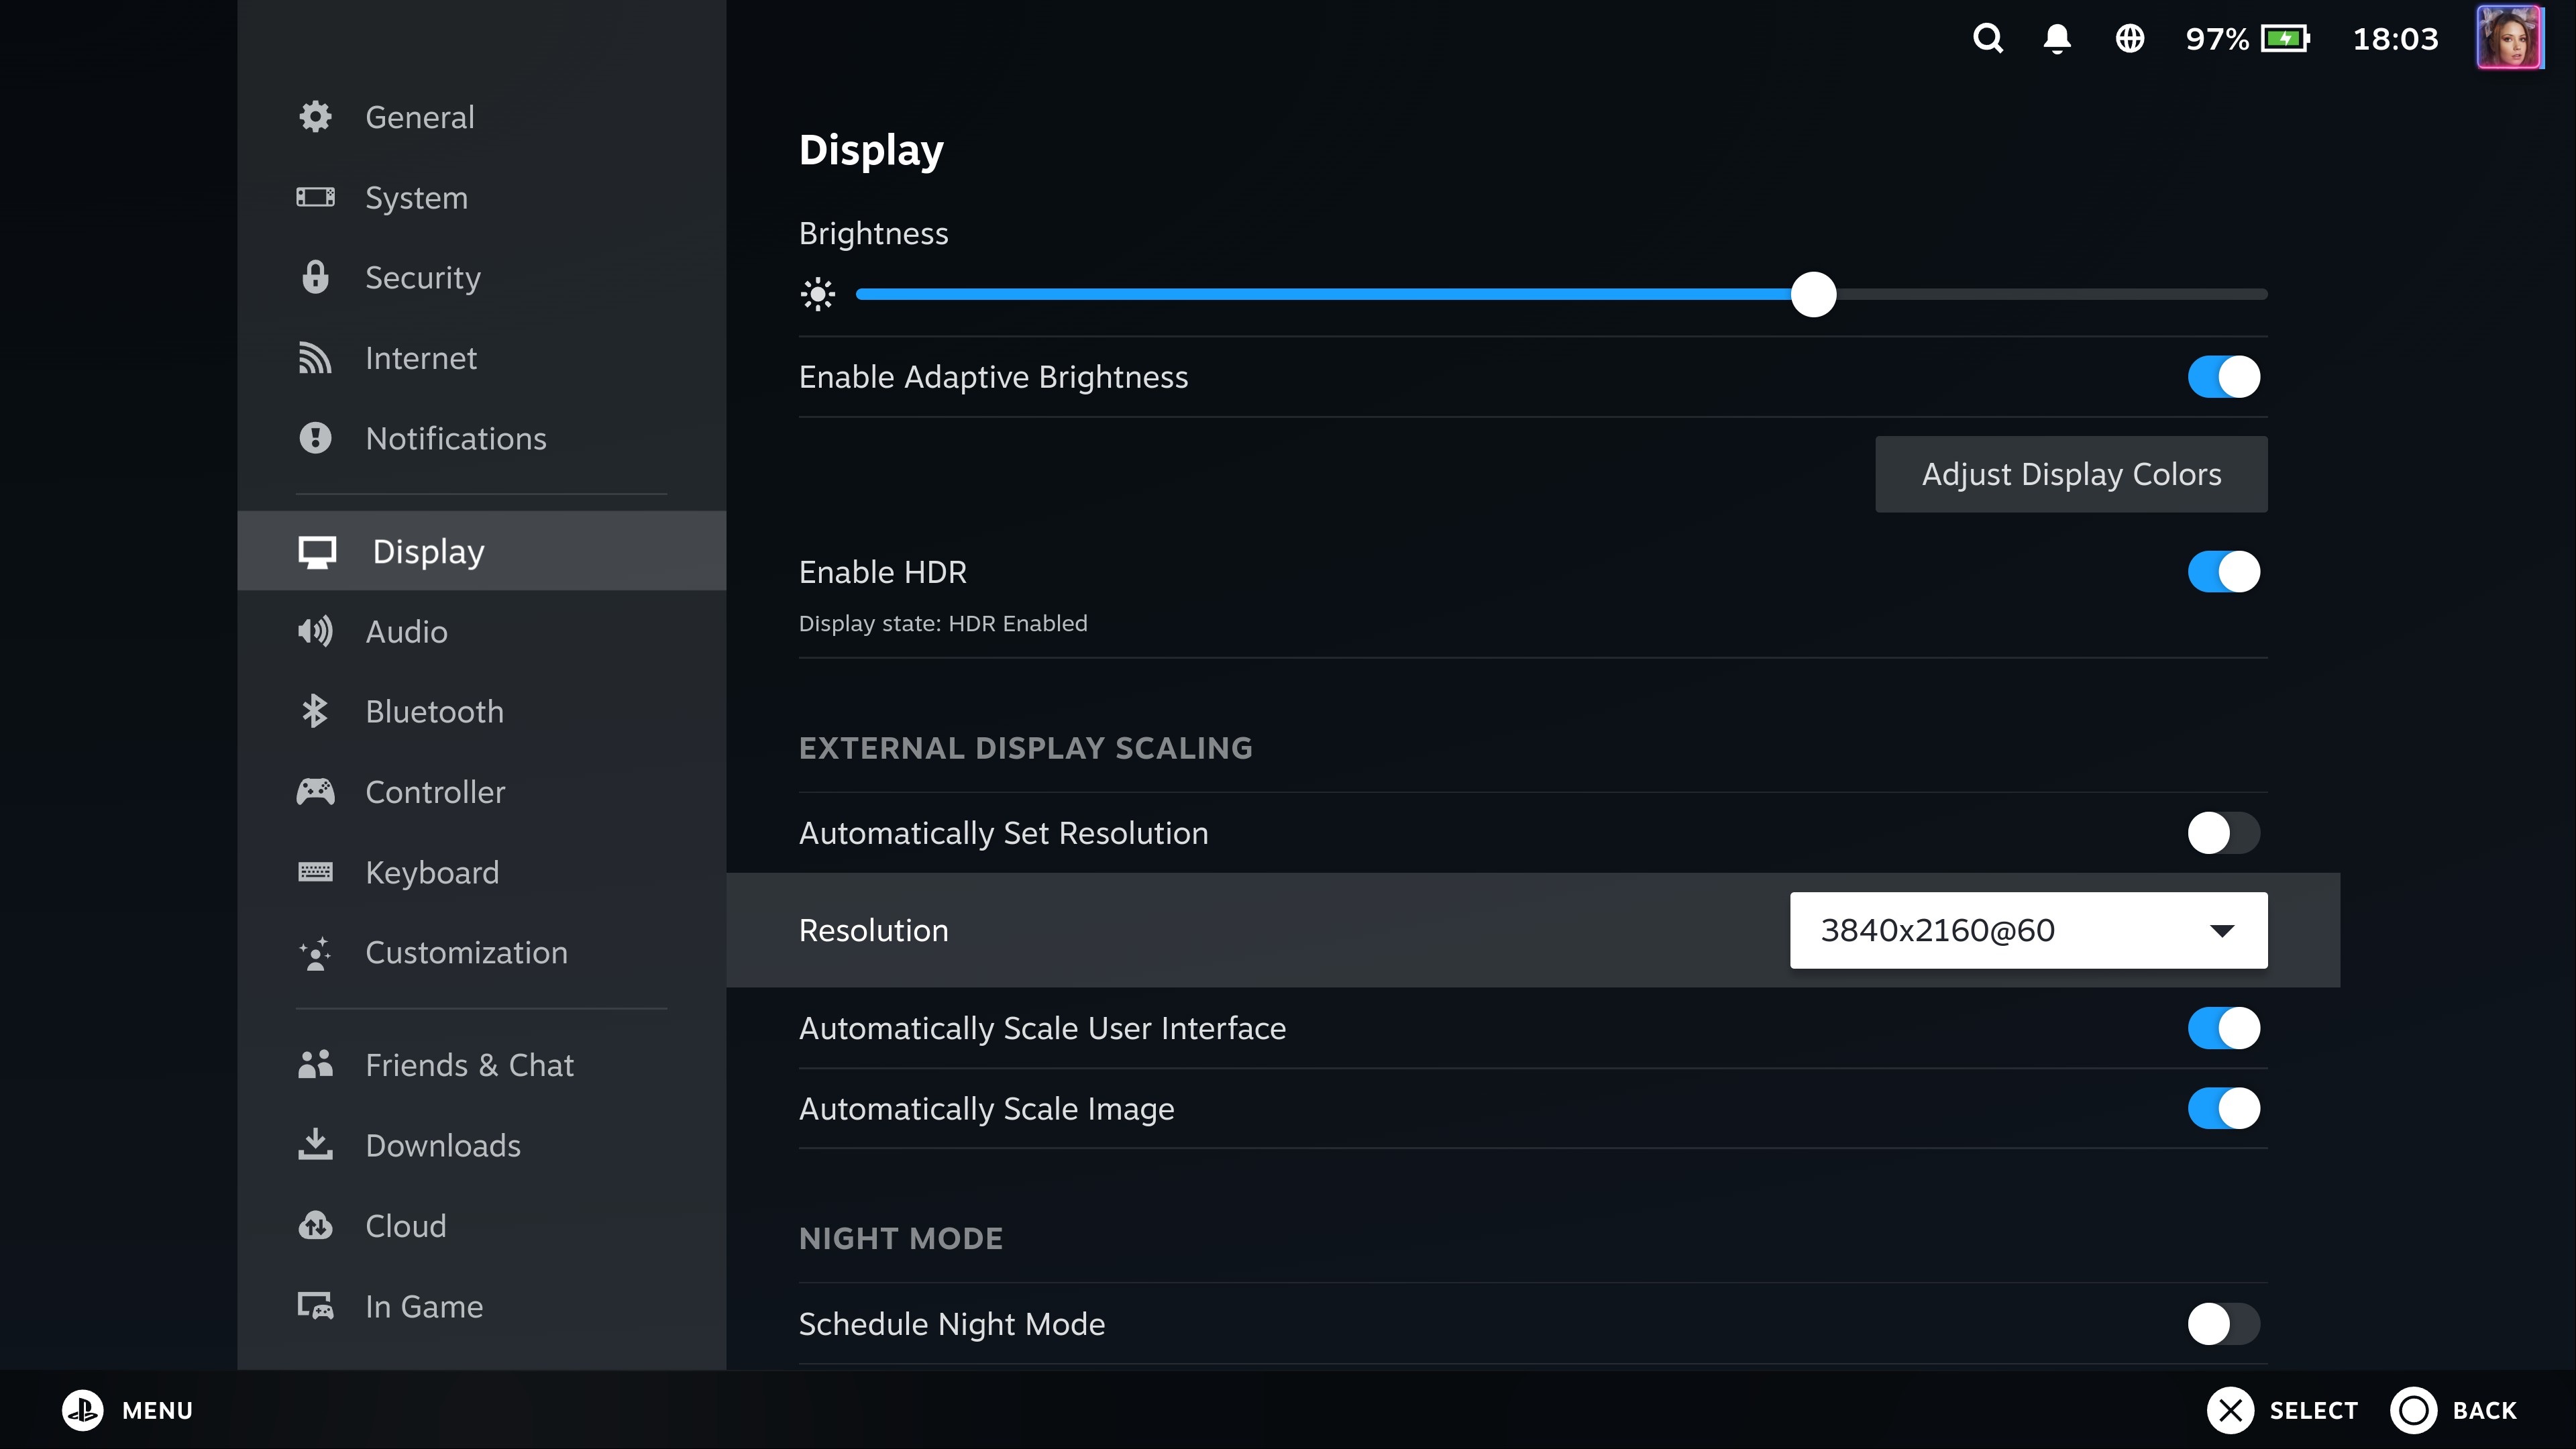 97%
18:03
General
System
Security
Internet
Notifications
Display
Audio
Bluetooth
Controller
Keyboard
Customization
Friends & Chat
Downloads
Cloud
In Game
Display
Brightness
Enable Adaptive Brightness
Adjust Display Colors
Enable HDR
Display state: HDR Enabled
EXTERNAL DISPLAY SCALING
Automatically Set Resolution
Resolution
3840x2160@60
Automatically Scale User Interface
Automatically Scale Image
NIGHT MODE
Schedule Night Mode
MENU
SELECT
BACK